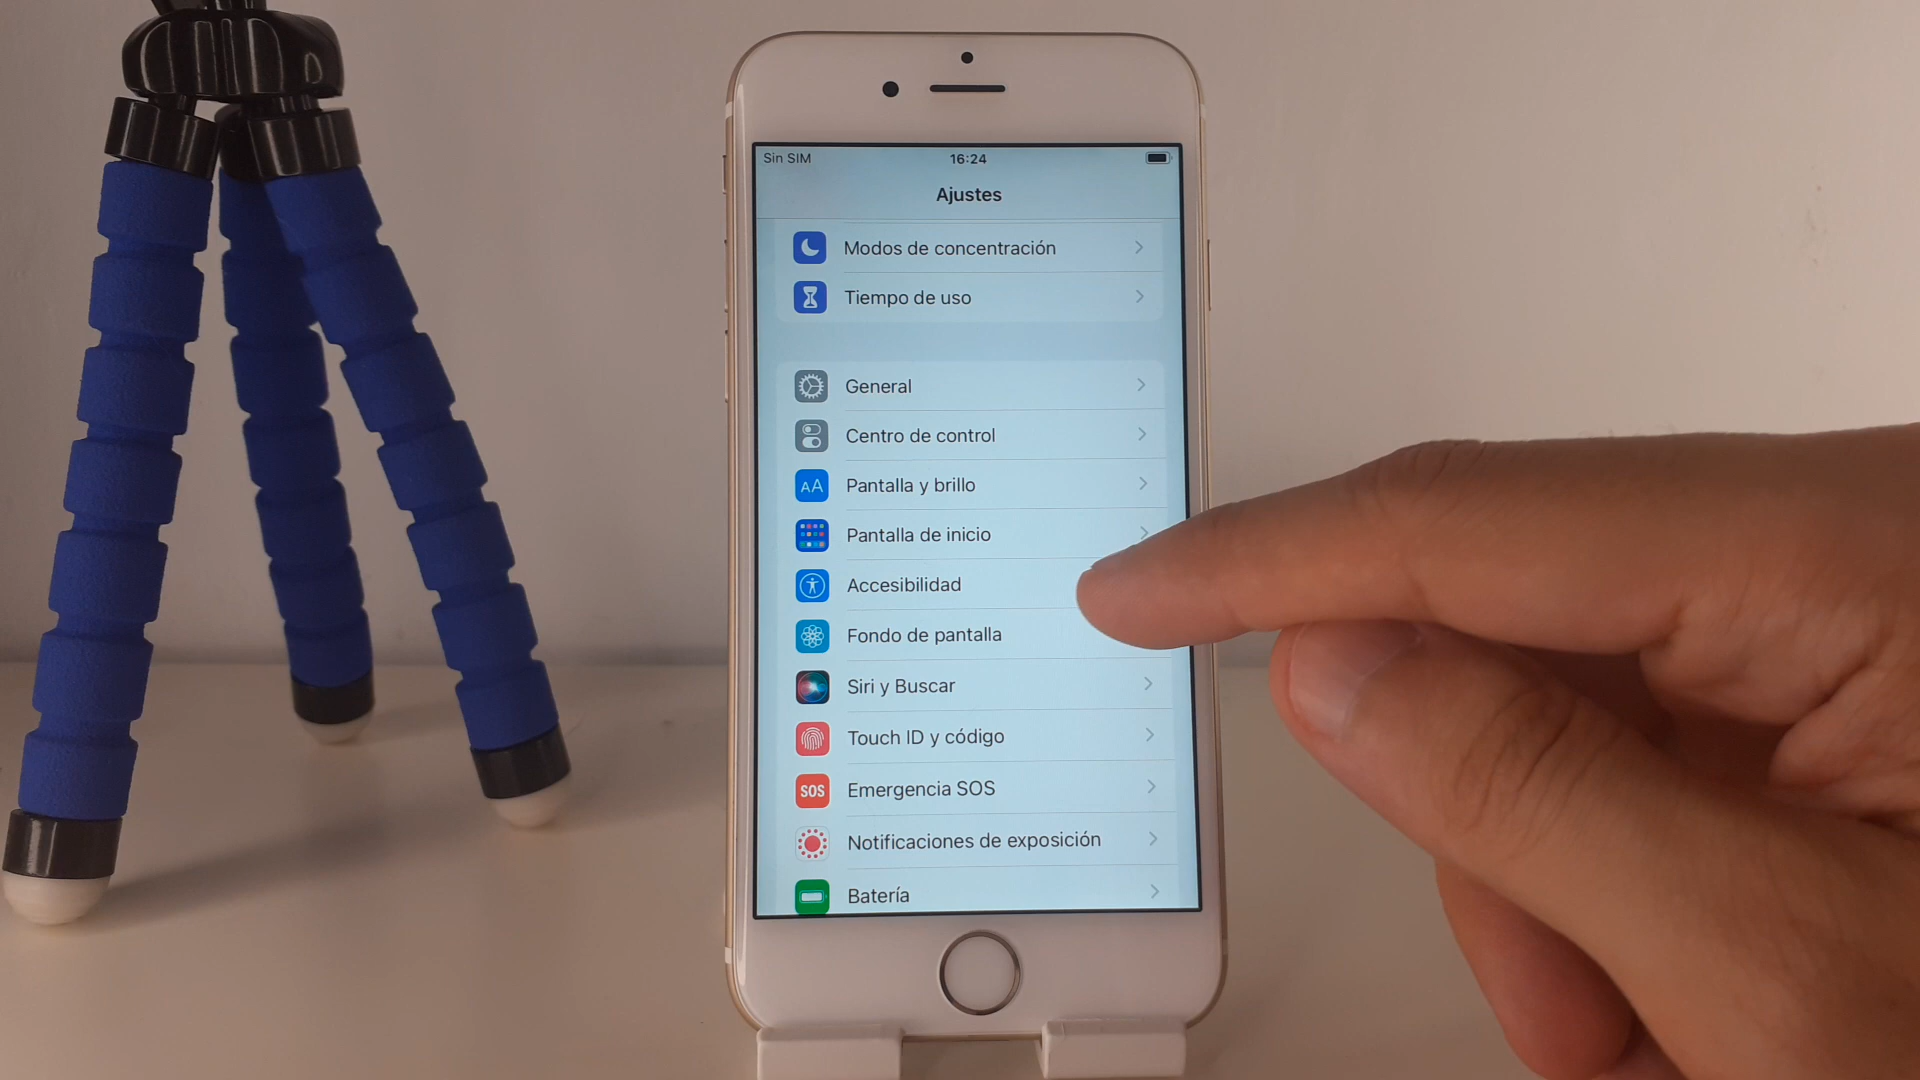 Sin SIM 16:24
Ajustes
Modos de concentración
Tiempo de uso
General
Centro de control
AA Pantalla y brillo
Pantalla de inicio
Accesibilidad
Fondo de pantalla
Siri y Buscar
Touch ID y código
SOS Emergencia SOS
Notificaciones de exposición
Batería